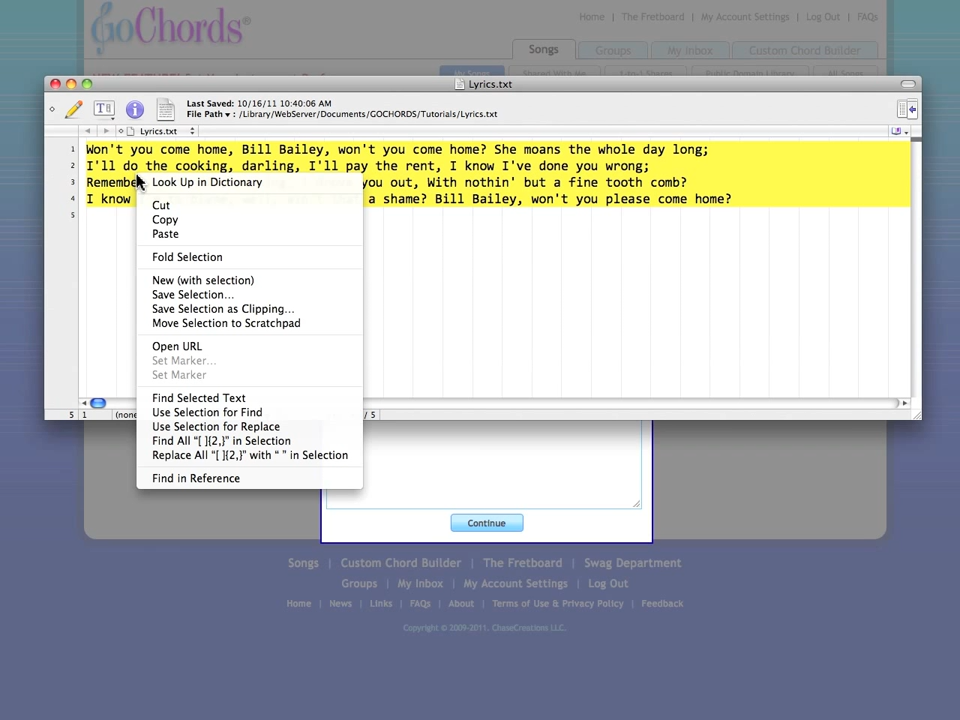 GoChords®
Home | The Fretboard | My Account Settings | Log Out | FAQs
Songs Groups My Inbox Custom Chord Builder
Lyrics.txt
Last Saved: 10/16/11 10:40:06 AM
File Path ▾ : /Library/WebServer/Documents/GOCHORDS/Tutorials/Lyrics.txt
Lyrics.txt
1 Won't you come home, Bill Bailey, won't you come home? She moans the whole day long;
2 I'll do the cooking, darling, I'll pay the rent, I know I've done you wrong;
3 Remembe you out, With nothin' but a fine tooth comb?
4 I know a shame? Bill Bailey, won't you please come home?
5
Look Up in Dictionary
Cut
Copy
Paste
Fold Selection
New (with selection)
Save Selection...
Save Selection as Clipping...
Move Selection to Scratchpad
Open URL
Set Marker...
Set Marker
Find Selected Text
Use Selection for Find
Use Selection for Replace
Find All “[ ]{2,}” in Selection
Replace All “[ ]{2,}” with “ ” in Selection
Find in Reference
5 1 (none / 5
Continue
Songs | Custom Chord Builder | The Fretboard | Swag Department
Groups | My Inbox | My Account Settings | Log Out
Home | News | Links | FAQs | About | Terms of Use & Privacy Policy | Feedback
Copyright © 2009-2011, ChaseCreations LLC.